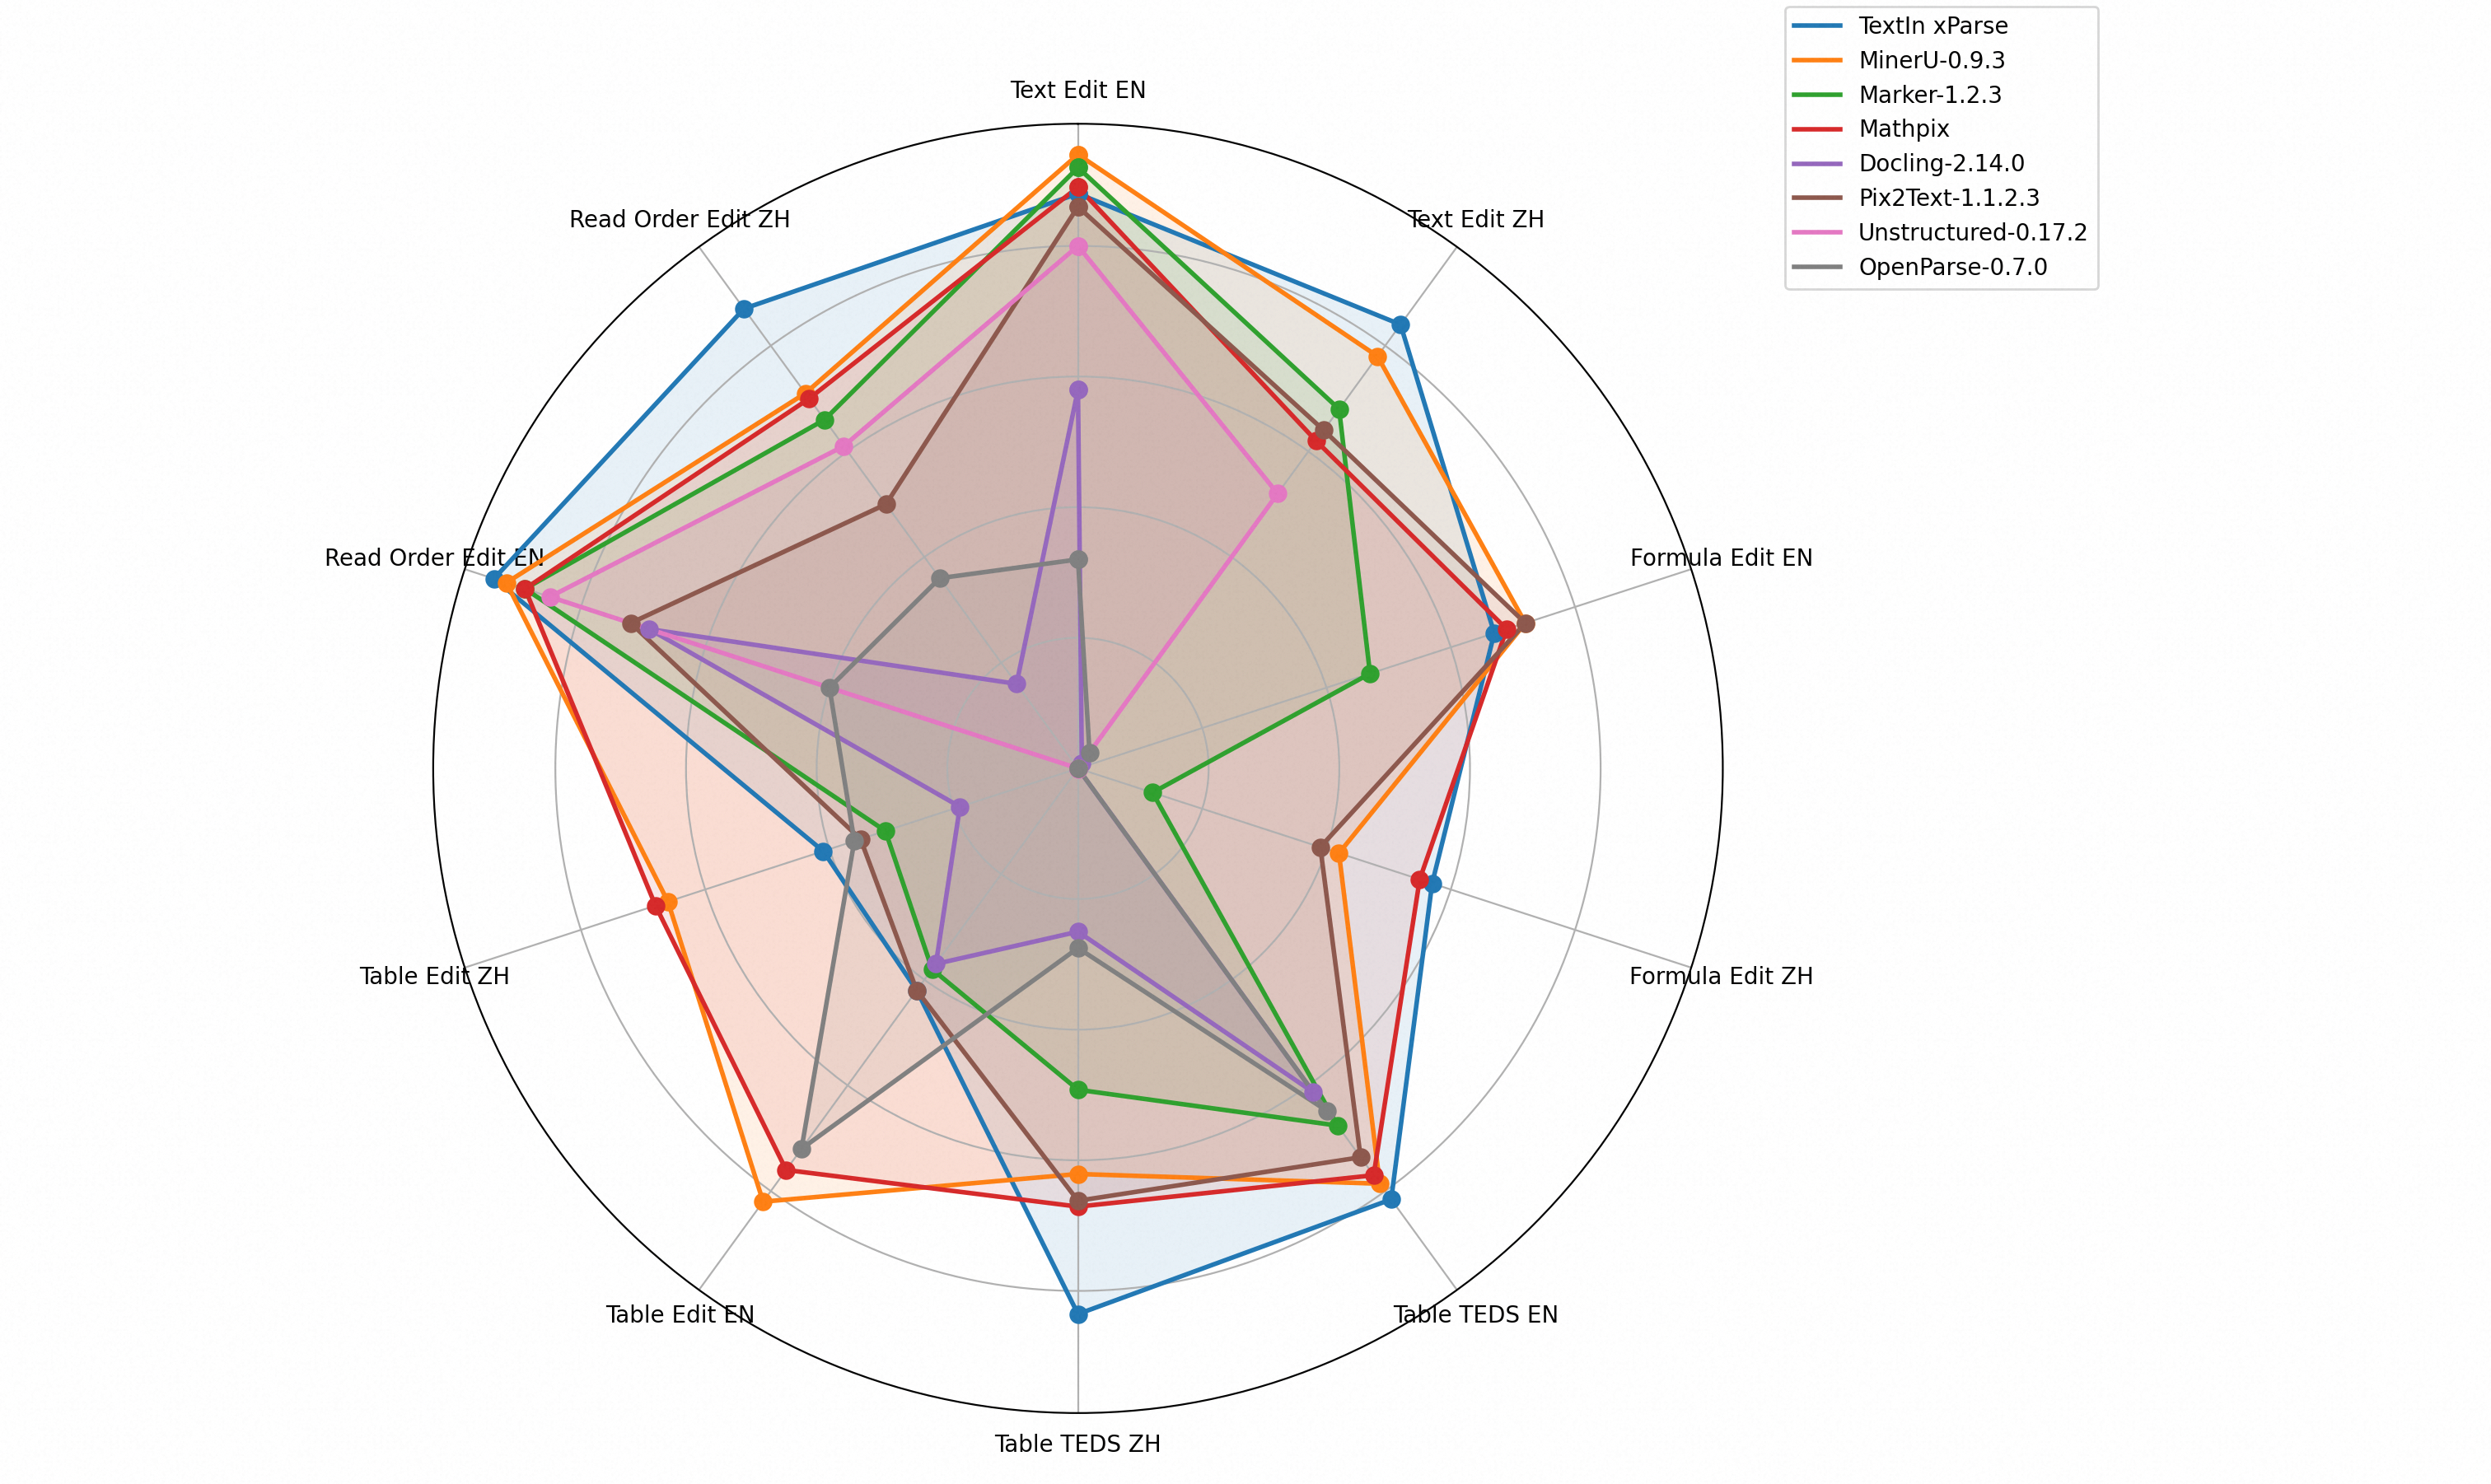 TextIn xParse
MinerU-0.9.3
Marker-1.2.3
Mathpix
Docling-2.14.0
Pix2Text-1.1.2.3
Unstructured-0.17.2
OpenParse-0.7.0
Text Edit EN
Read Order Edit ZH
Text Edit ZH
Read Order Edit EN
Formula Edit EN
Table Edit ZH
Formula Edit ZH
Table Edit EN
Table TEDS EN
Table TEDS ZH